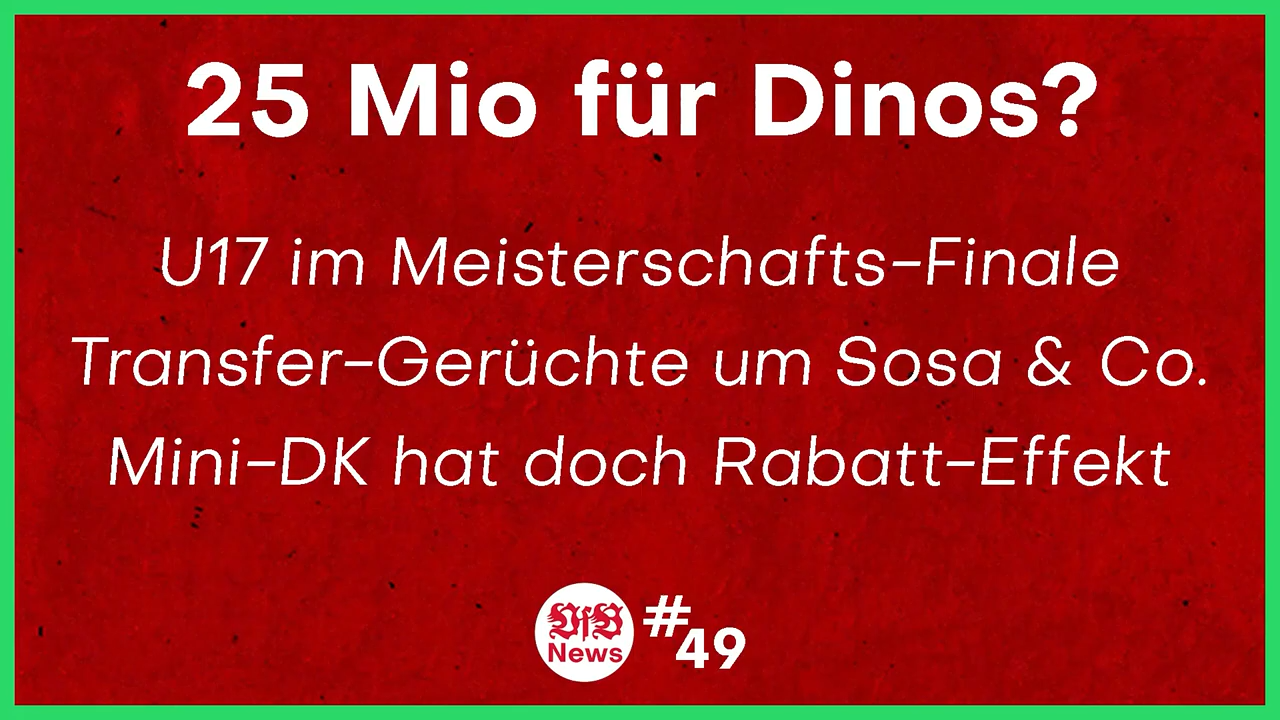 25 Mio für Dinos?
U17 im Meisterschafts-Finale
Transfer-Gerüchte um Sosa & Co.
Mini-DK hat doch Rabatt-Effekt
VfB
News
#49